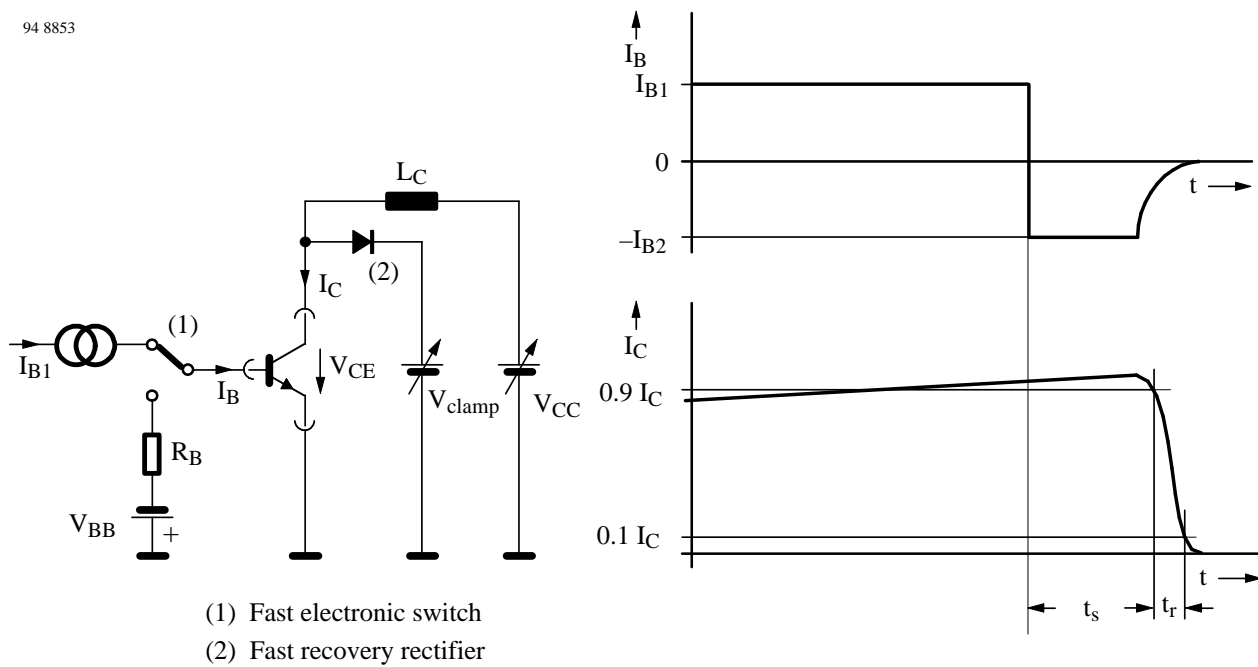 94 8853
I_B
I_B1
0
t
–I_B2
L_C
(2)
I_C
(1)
I_B1
I_B
V_CE
V_clamp
V_CC
R_B
V_BB
+
I_C
0.9 I_C
0.1 I_C
t
t_s
t_r
(1) Fast electronic switch
(2) Fast recovery rectifier